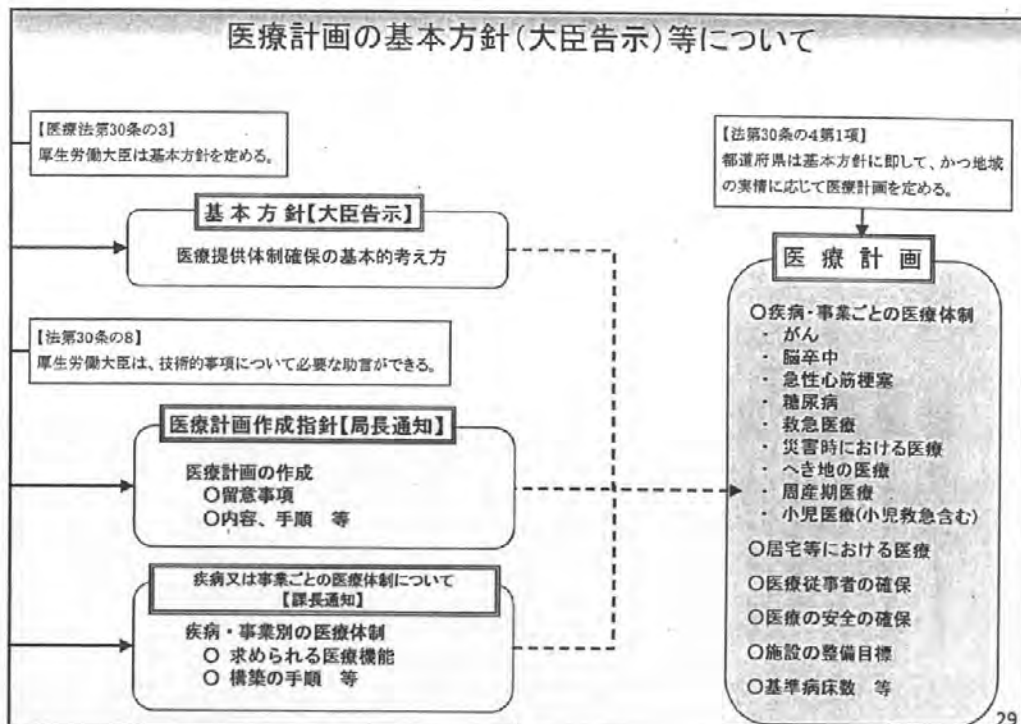 医療計画の基本方針(大臣告示)等について
【医療法第30条の3】
厚生労働大臣は基本方針を定める。
基本方針【大臣告示】
医療提供体制確保の基本的考え方
【法第30条の8】
厚生労働大臣は、技術的事項について必要な助言ができる。
医療計画作成指針【局長通知】
医療計画の作成
〇留意事項
〇内容、手順 等
疾病又は事業ごとの医療体制について
【課長通知】
疾病・事業別の医療体制
〇 求められる医療機能
〇 構築の手順 等
【法第30条の4第1項】
都道府県は基本方針に即して、かつ地域
の実情に応じて医療計画を定める。
医療計画
〇疾病・事業ごとの医療体制
・ がん
・ 脳卒中
・ 急性心筋梗塞
・ 糖尿病
・ 救急医療
・ 災害時における医療
・ へき地の医療
・ 周産期医療
・ 小児医療(小児救急含む)
〇居宅等における医療
〇医療従事者の確保
〇医療の安全の確保
〇施設の整備目標
〇基準病床数 等
29